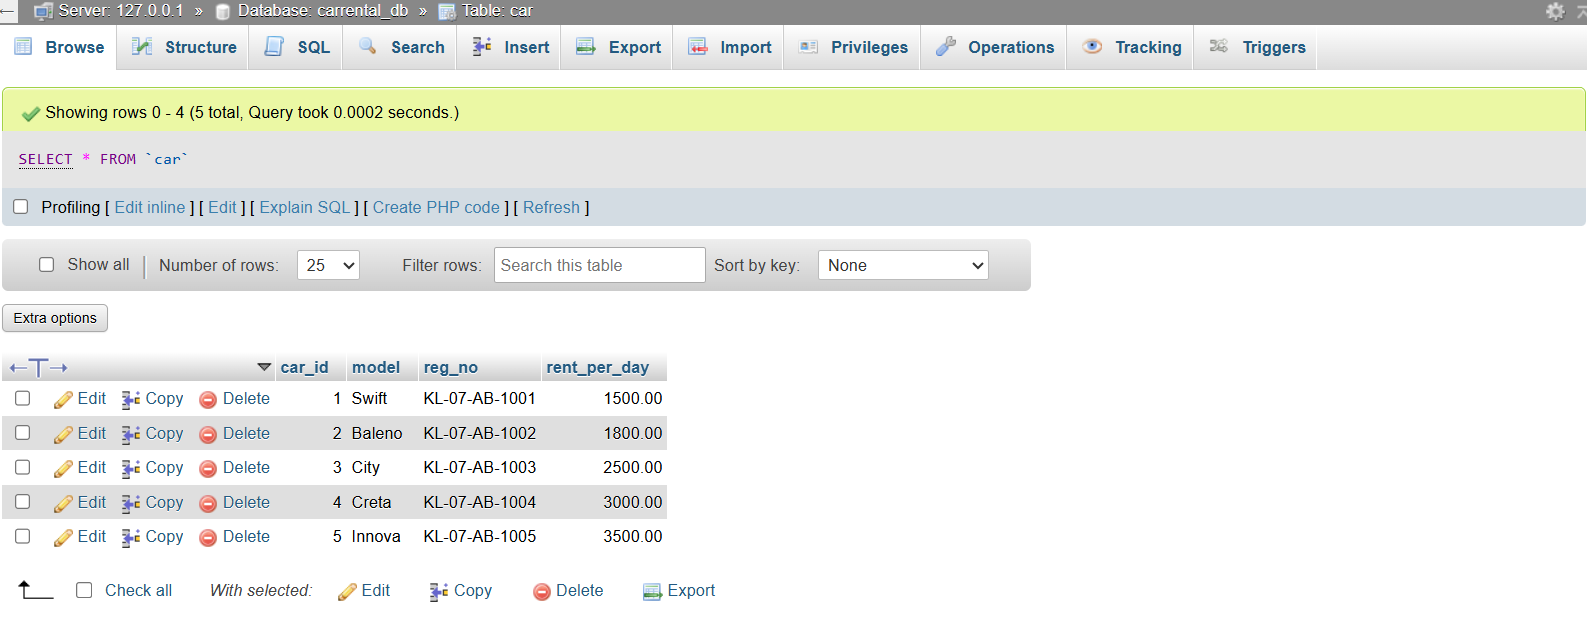 Server: 127.0.0.1 » Database: carrental_db » Table: car
Browse Structure SQL Search Insert Export Import Privileges Operations Tracking Triggers
Showing rows 0 - 4 (5 total, Query took 0.0002 seconds.)
SELECT * FROM `car`
Profiling [ Edit inline ] [ Edit ] [ Explain SQL ] [ Create PHP code ] [ Refresh ]
Show all | Number of rows: 25 Filter rows: Search this table Sort by key: None
Extra options
car_id model reg_no rent_per_day
Edit Copy Delete 1 Swift KL-07-AB-1001 1500.00
Edit Copy Delete 2 Baleno KL-07-AB-1002 1800.00
Edit Copy Delete 3 City KL-07-AB-1003 2500.00
Edit Copy Delete 4 Creta KL-07-AB-1004 3000.00
Edit Copy Delete 5 Innova KL-07-AB-1005 3500.00
Check all With selected: Edit Copy Delete Export